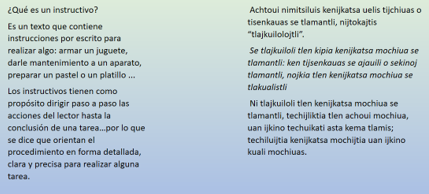 ¿Qué es un instructivo?
Es un texto que contiene
instrucciones por escrito para
realizar algo: armar un juguete,
darle mantenimiento a un aparato,
preparar un pastel o un platillo ...
Los instructivos tienen como
propósito dirigir paso a paso las
acciones del lector hasta la
conclusión de una tarea…por lo que
se dice que orientan el
procedimiento en forma detallada,
clara y precisa para realizar alguna
tarea.
Achtoui nimitsiluis kenijkatsa uelis tijchiuas o
tisenkauas se tlamantli, nijtokajtis
“tlajkuilolojtli”.
Se tlajkuiloli tlen kipia kenijkatsa mochiua se
tlamantli: ken tijsenkauas se ajauili o sekinoj
tlamantli, nojkia tlen kenijkatsa mochiua se
tlakualistli
Ni tlajkuiloli tlen kenijkatsa mochiua se
tlamantli, techijliktia tlen achoui mochiua,
uan ijkino techuikati asta kema tlamis;
techiluijtia kenijkatsa mochijtia uan ijkino
kuali mochiuas.